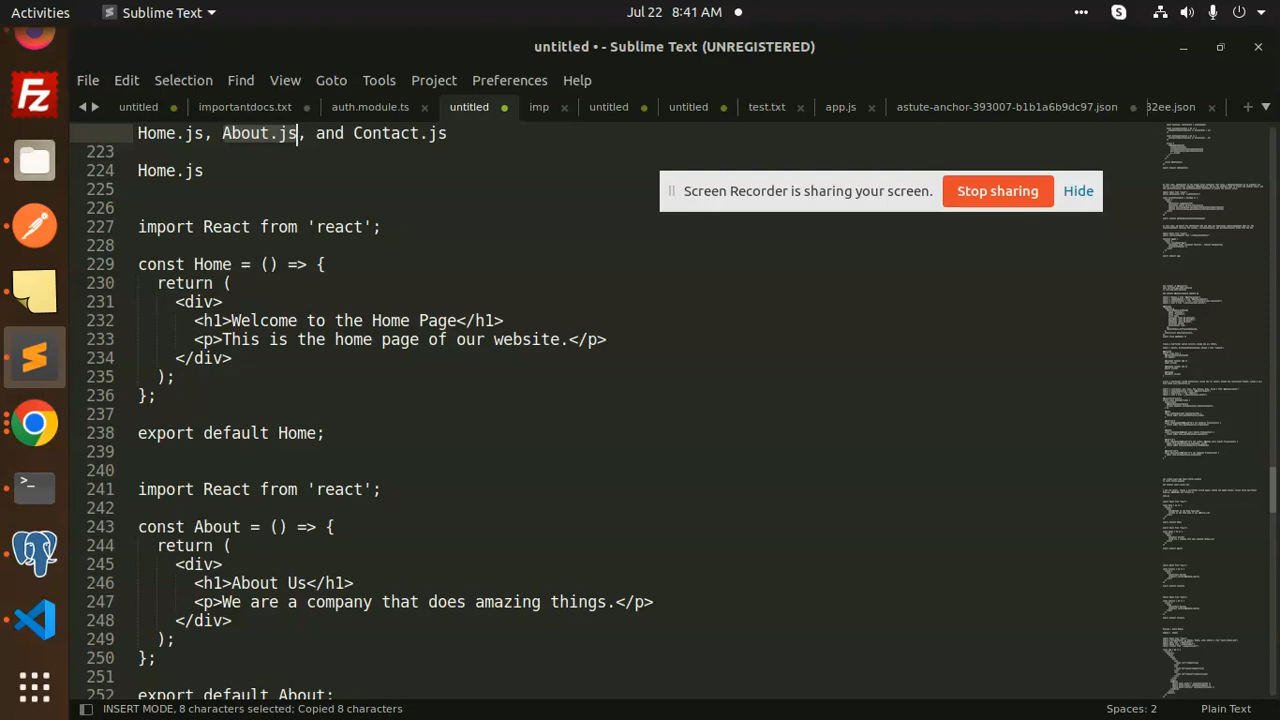 Activities Sublime Text Jul 22 8:41 AM
untitled • - Sublime Text (UNREGISTERED)
File Edit Selection Find View Goto Tools Project Preferences Help
untitled importantdocs.txt auth.module.ts untitled imp untitled untitled test.txt app.js astute-anchor-393007-b1b1a6b9dc97.json 32ee.json
Home.js, About.js, and Contact.js
223
224 Home.js
Screen Recorder is sharing your screen. Stop sharing Hide
225
226
227 import React from 'react';
228
229 const Home = () => {
230 return (
231 <div>
232 <h1>Welcome to the Home Page</h1>
233 <p>This is the home page of our website.</p>
234 </div>
235 );
236 };
237
238 export default Home;
239
240
241 import React from 'react';
242
243 const About = () => {
244 return (
245 <div>
246 <h1>About Us</h1>
247 <p>We are a company that does amazing things.</p>
248 </div>
249 );
250 };
251
252 export default About;
INSERT MODE, 8 characters selected; Copied 8 characters Spaces: 2 Plain Text